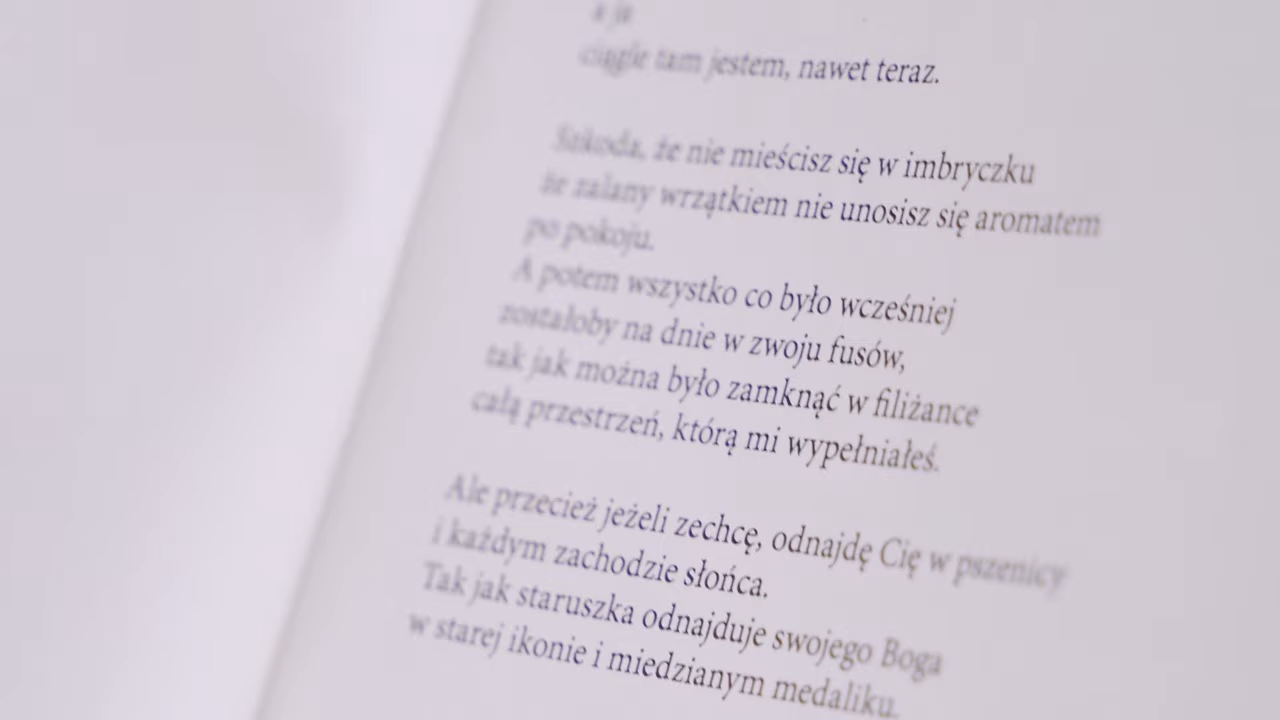 a ja
ciągle tam jestem, nawet teraz.
Szkoda, że nie mieścisz się w imbryczku
że zalany wrzątkiem nie unosisz się aromatem
po pokoju.
A potem wszystko co było wcześniej
zostałoby na dnie w zwoju fusów,
tak jak można było zamknąć w filiżance
całą przestrzeń, którą mi wypełniałeś.
Ale przecież jeżeli zechcę, odnajdę Cię w pszenicy
i każdym zachodzie słońca.
Tak jak staruszka odnajduje swojego Boga
w starej ikonie i miedzianym medaliku.